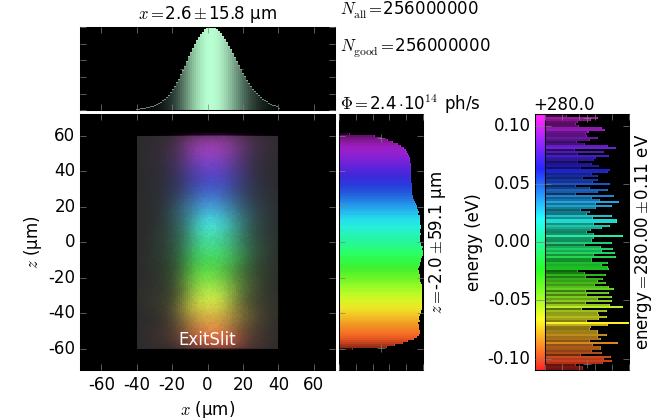 x = 2.6 ± 15.8 µm
N_all = 256000000
N_good = 256000000
Φ = 2.4 · 10^14 ph/s
+280.0
60
40
20
0
-20
-40
-60
z (µm)
ExitSlit
-60 -40 -20 0 20 40 60
x (µm)
z = -2.0 ± 59.1 µm
energy (eV)
0.10
0.05
0.00
-0.05
-0.10
energy = 280.00 ± 0.11 eV